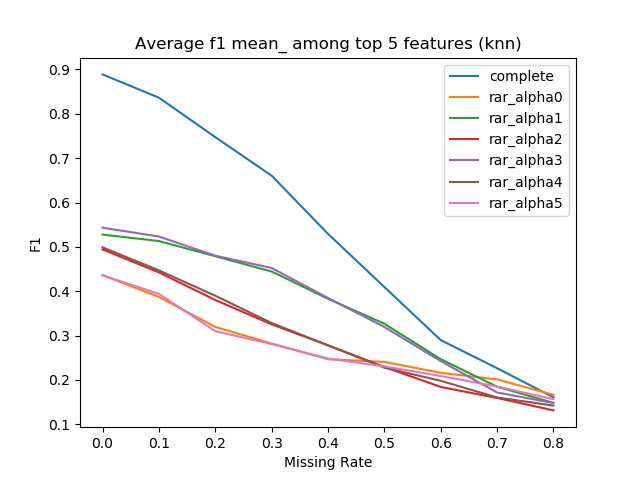 Average f1 mean_ among top 5 features (knn)
F1
0.9
0.8
0.7
0.6
0.5
0.4
0.3
0.2
0.1
complete
rar_alpha0
rar_alpha1
rar_alpha2
rar_alpha3
rar_alpha4
rar_alpha5
0.0 0.1 0.2 0.3 0.4 0.5 0.6 0.7 0.8
Missing Rate